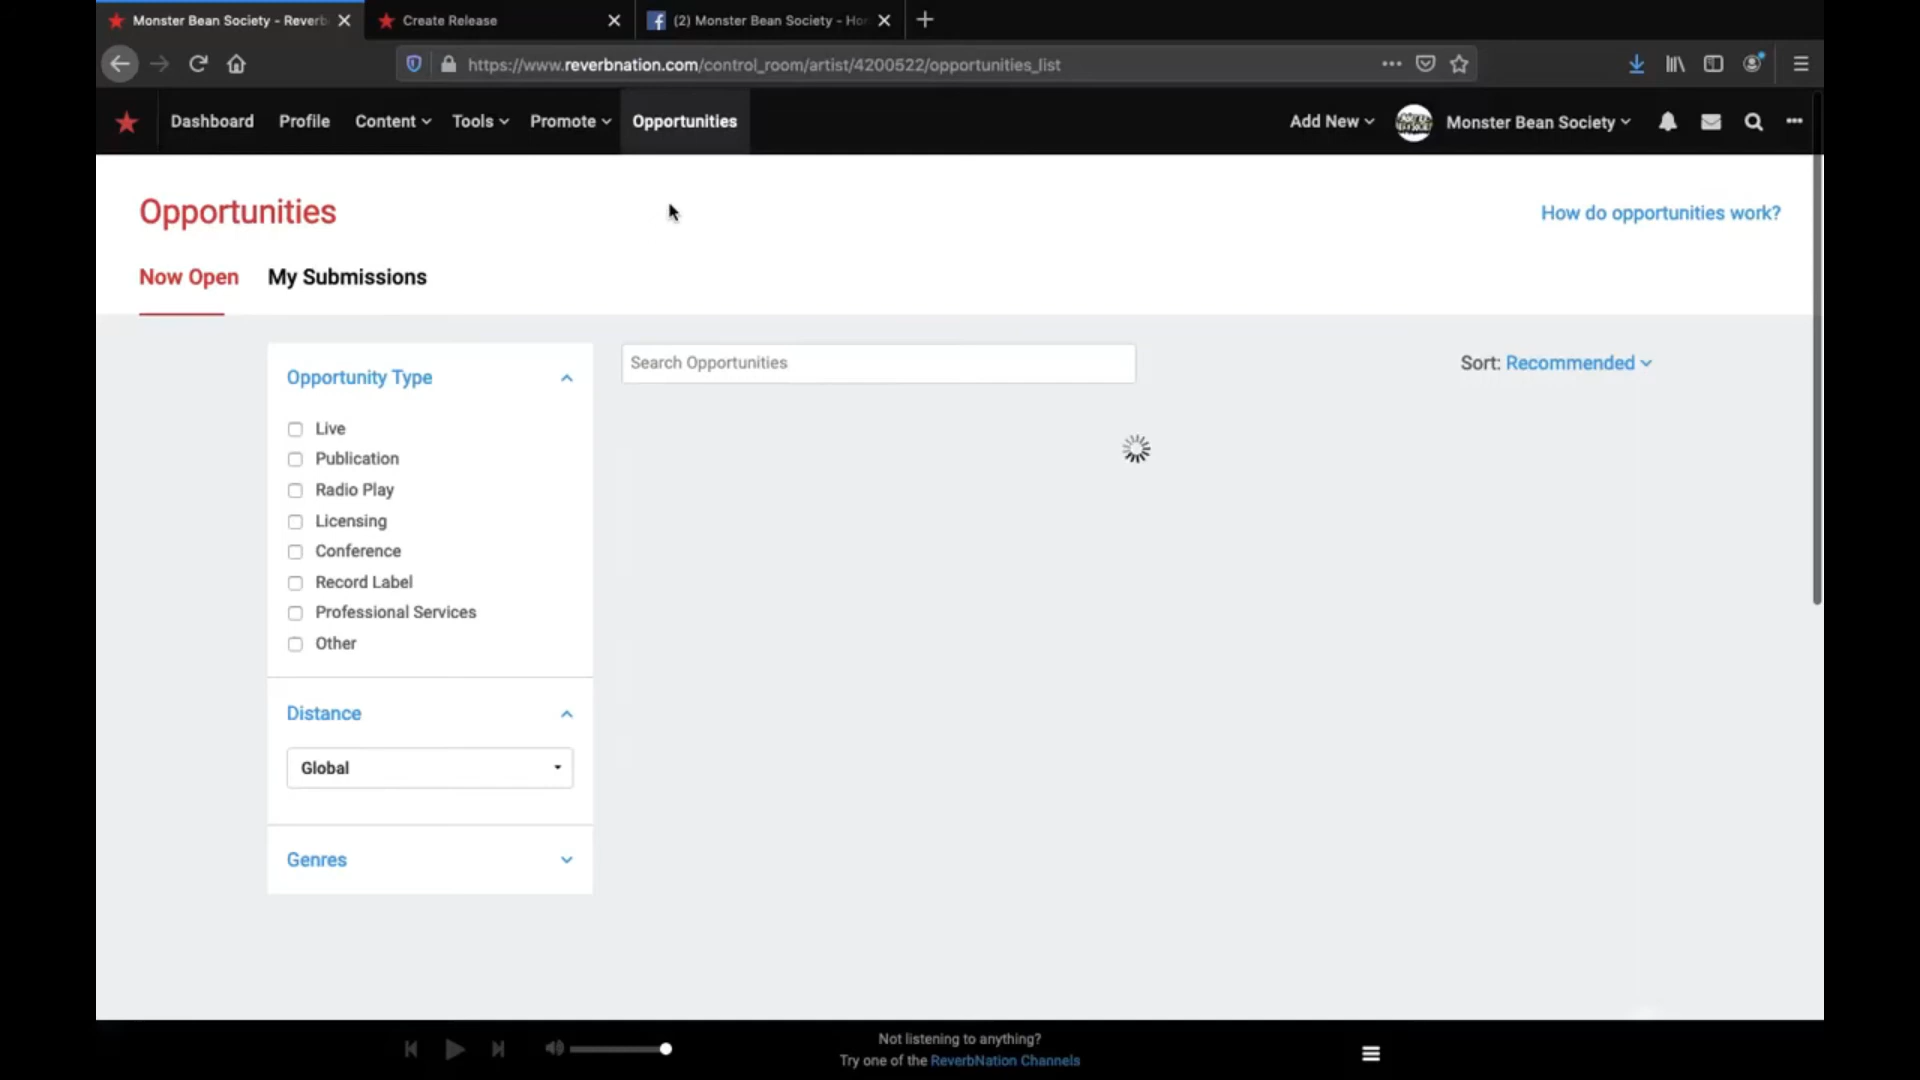 Monster Bean Society - Reverb
Create Release
(2) Monster Bean Society - Ho
https://www.reverbnation.com/control_room/artist/4200522/opportunities_list
Dashboard Profile Content Tools Promote Opportunities Add New Monster Bean Society
Opportunities
How do opportunities work?
Now Open My Submissions
Opportunity Type
Search Opportunities
Sort: Recommended
Live
Publication
Radio Play
Licensing
Conference
Record Label
Professional Services
Other
Distance
Global
Genres
Not listening to anything?
Try one of the ReverbNation Channels